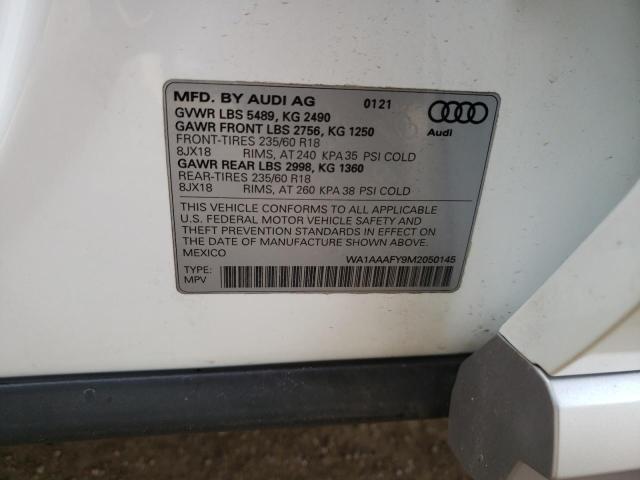 MFD. BY AUDI AG 0121
GVWR LBS 5489, KG 2490
GAWR FRONT LBS 2756, KG 1250
FRONT-TIRES 235/60 R18
8JX18 RIMS, AT 240 KPA 35 PSI COLD
GAWR REAR LBS 2998, KG 1360
REAR-TIRES 235/60 R18
8JX18 RIMS, AT 260 KPA 38 PSI COLD
Audi
THIS VEHICLE CONFORMS TO ALL APPLICABLE
U.S. FEDERAL MOTOR VEHICLE SAFETY AND
THEFT PREVENTION STANDARDS IN EFFECT ON
THE DATE OF MANUFACTURE SHOWN ABOVE.
MEXICO WA1AAAFY9M2050145
TYPE:
MPV